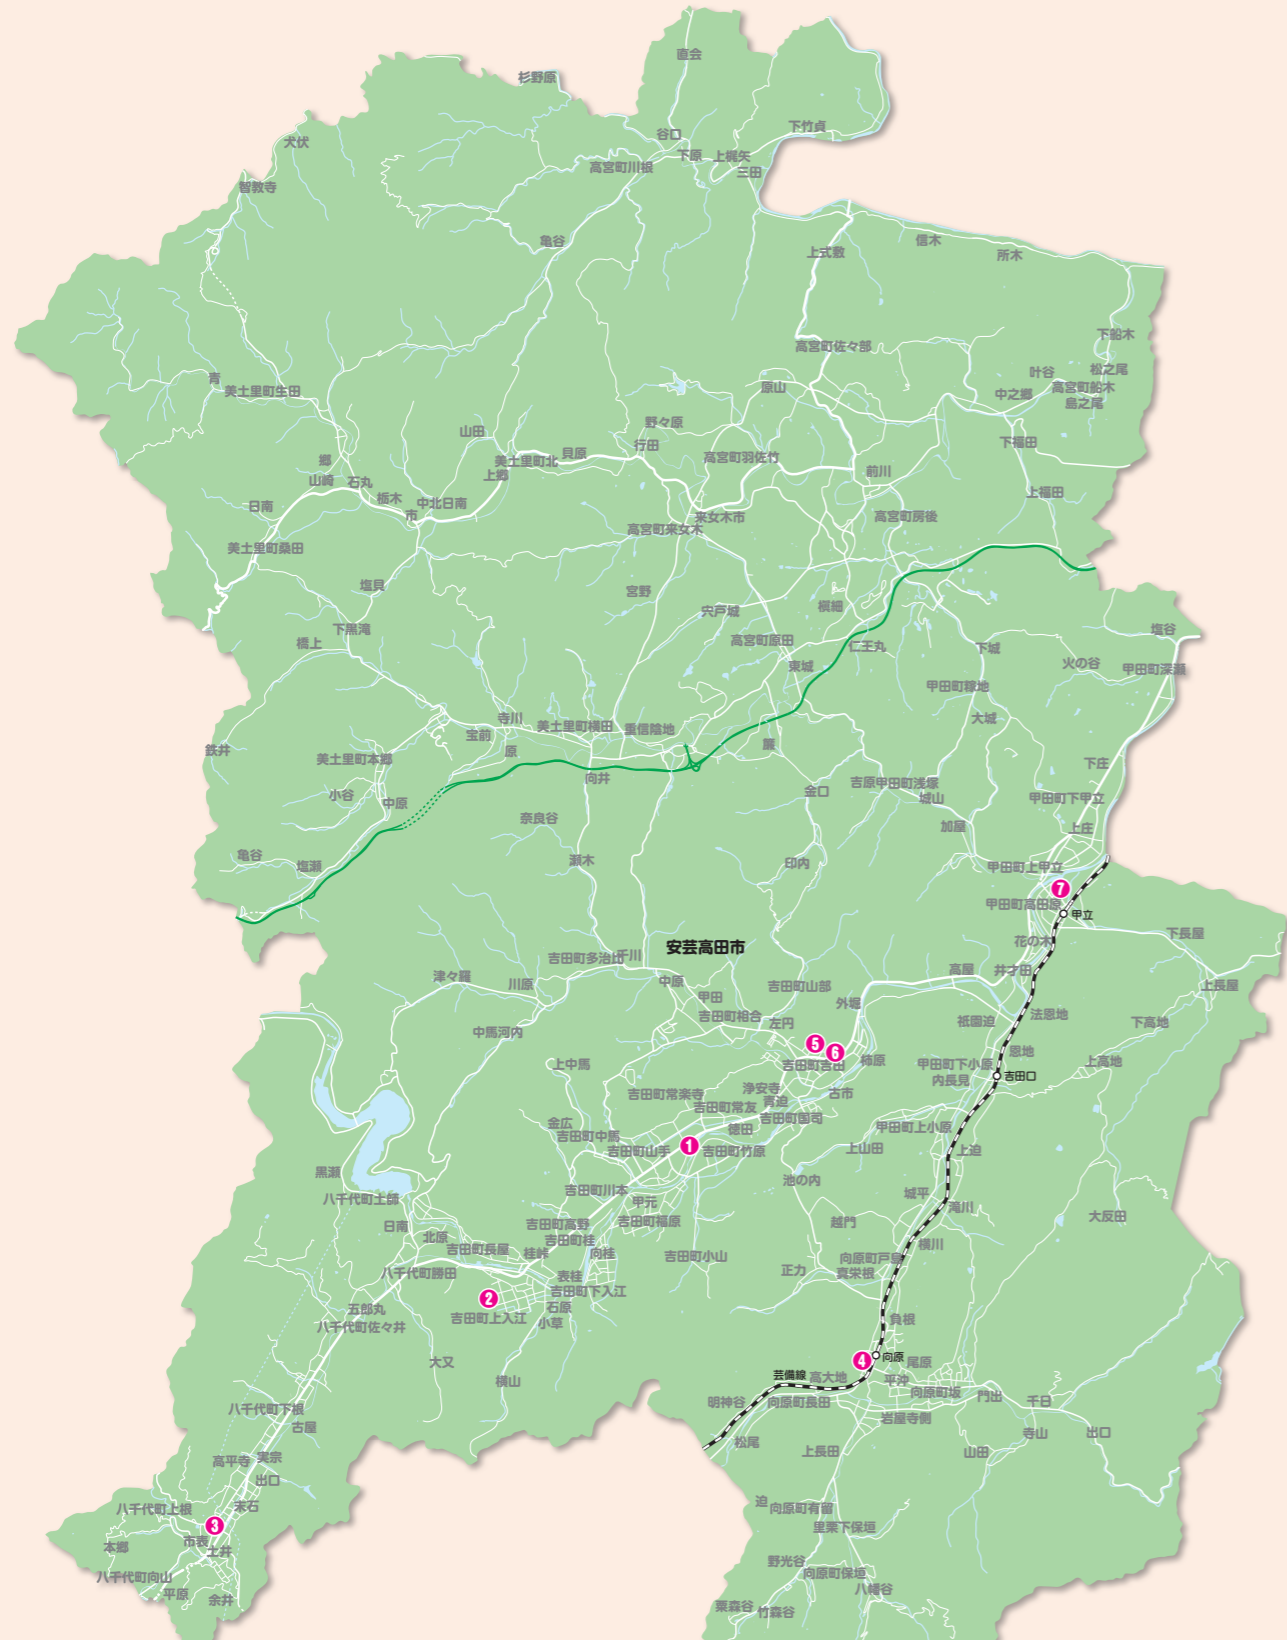 直会
杉野原
下竹貞
谷口
犬伏
下原
上梶矢
高宮町川根
三田
智教寺
亀谷
信木
上式敷
所木
下船木
高宮町佐々部
松之尾
叶谷
青
美土里町生田
原山
高宮町船木
中之郷
島之尾
野々原
山田
行田
下福田
貝原
高宮町羽佐竹
郷
美土里町北
前川
上郷
山崎
石丸
上福田
栃木
中北日南
日南
市
来女木市
高宮町房後
高宮町来女木
美土里町桑田
塩貝
宮野
槇細
宍戸城
下黒滝
塩谷
高宮町原田
橋上
仁王丸
下城
火の谷
東城
甲田町深瀬
甲田町糘地
寺川
大城
美土里町横田
重信陰地
宝前
簾
鉄井
原
美土里町本郷
下庄
向井
吉原
甲田町浅塚
金口
小谷
城山
甲田町下甲立
中原
奈良谷
加屋
上庄
亀谷
瀬木
印内
塩瀬
甲田町上甲立
7
甲田町高田原
甲立
下長屋
花の木
安芸高田市
吉田町多治比
千川
津々羅
高屋
井才田
中原
川原
吉田町山部
上長屋
甲田
外堀
法恩地
吉田町相合
左円
祇園迫
下高地
中馬河内
5
6
恩地
上中馬
吉田町吉田
柿原
甲田町下小原
上高地
吉田口
内長見
浄安寺
吉田町常楽寺
古市
青迫
吉田町常友
吉田町国司
金広
徳田
甲田町上小原
吉田町中馬
1
吉田町山手
吉田町竹原
上山田
上迫
黒瀬
池の内
吉田町川本
城平
八千代町土師
甲元
滝川
大反田
日南
吉田町高野
吉田町福原
越門
北原
吉田町桂
横川
吉田町長屋
桂峠
向桂
吉田町小山
向原町戸島
正力
真栄根
八千代町勝田
表桂
吉田町下入江
2
五郎丸
石原
吉田町上入江
小草
負根
八千代町佐々井
4
向原
大又
尾原
芸備線
高大地
横山
平沖
向原町坂
門出
明神谷
向原町長田
千日
八千代町下根
岩屋寺側
古屋
寺山
出口
松尾
上長田
山田
高平寺
実宗
出口
迫
末石
八千代町上根
向原町有留
3
里栗下保垣
市表
本郷
土井
野光谷
八千代町向山
向原町保垣
平原
八幡谷
余井
栗森谷
竹森谷